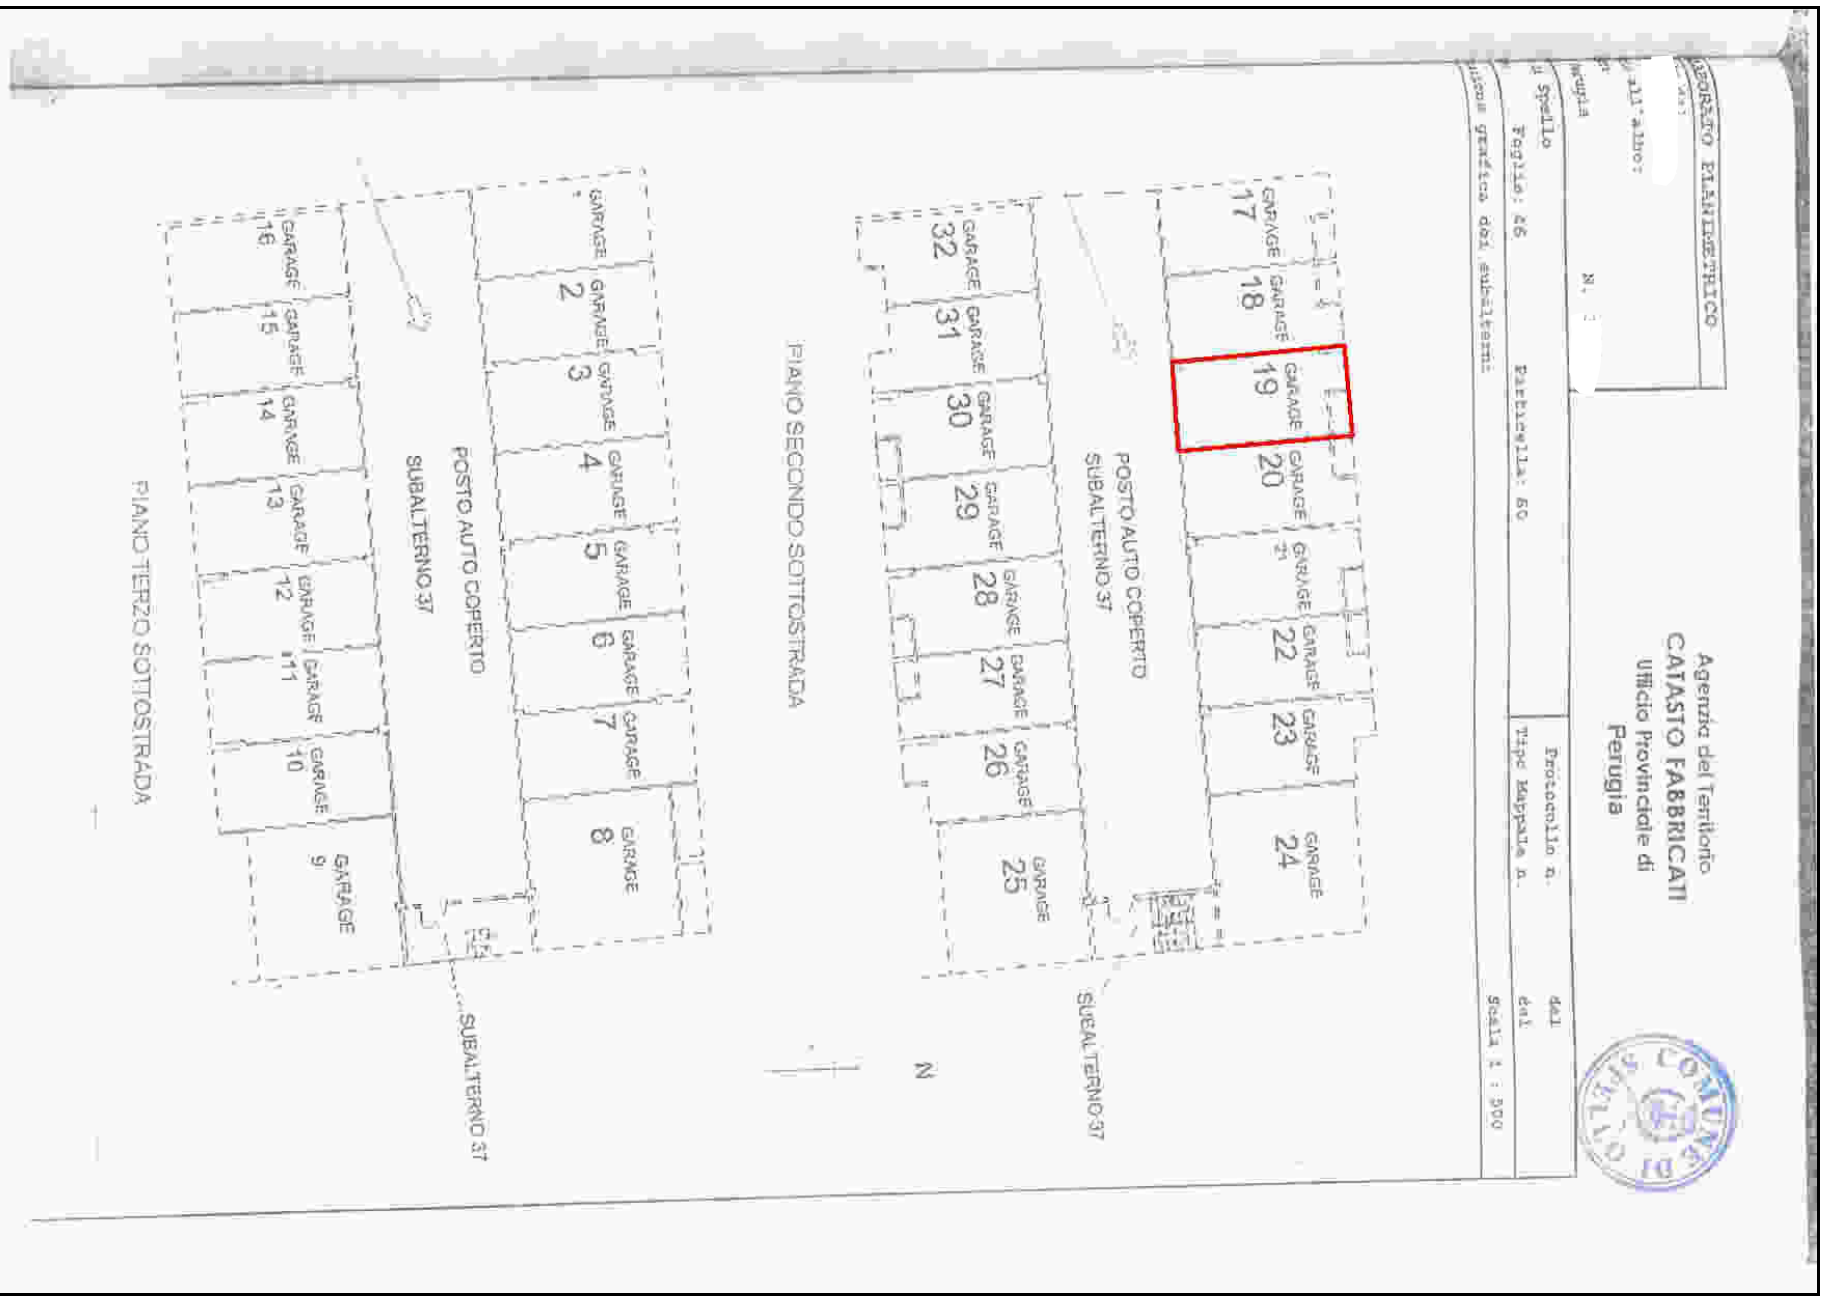 PLANIMETRICO
all'albo:
N.
Spello
Foglio: 46
Particella: 60
grafica dei subalterni
Agenzia del Territorio
CATASTO FABBRICATI
Ufficio Provinciale di
Perugia
Protocollo n.
del
Tipo Mappale n.
del
Scala 1 : 500
COMUNE DI SPELLO
GARAGE
17
GARAGE
18
GARAGE
19
GARAGE
20
GARAGE
21
GARAGE
22
GARAGE
23
GARAGE
24
POSTO AUTO COPERTO
SUBALTERNO 37
SUBALTERNO 37
GARAGE
32
GARAGE
31
GARAGE
30
GARAGE
29
GARAGE
28
GARAGE
27
GARAGE
26
GARAGE
25
N
PIANO SECONDO SOTTOSTRADA
GARAGE
GARAGE
2
GARAGE
3
GARAGE
4
GARAGE
5
GARAGE
6
GARAGE
7
GARAGE
8
POSTO AUTO COPERTO
SUBALTERNO 37
SUBALTERNO 37
GARAGE
16
GARAGE
15
GARAGE
14
GARAGE
13
GARAGE
12
GARAGE
11
GARAGE
10
GARAGE
9
PIANO TERZO SOTTOSTRADA